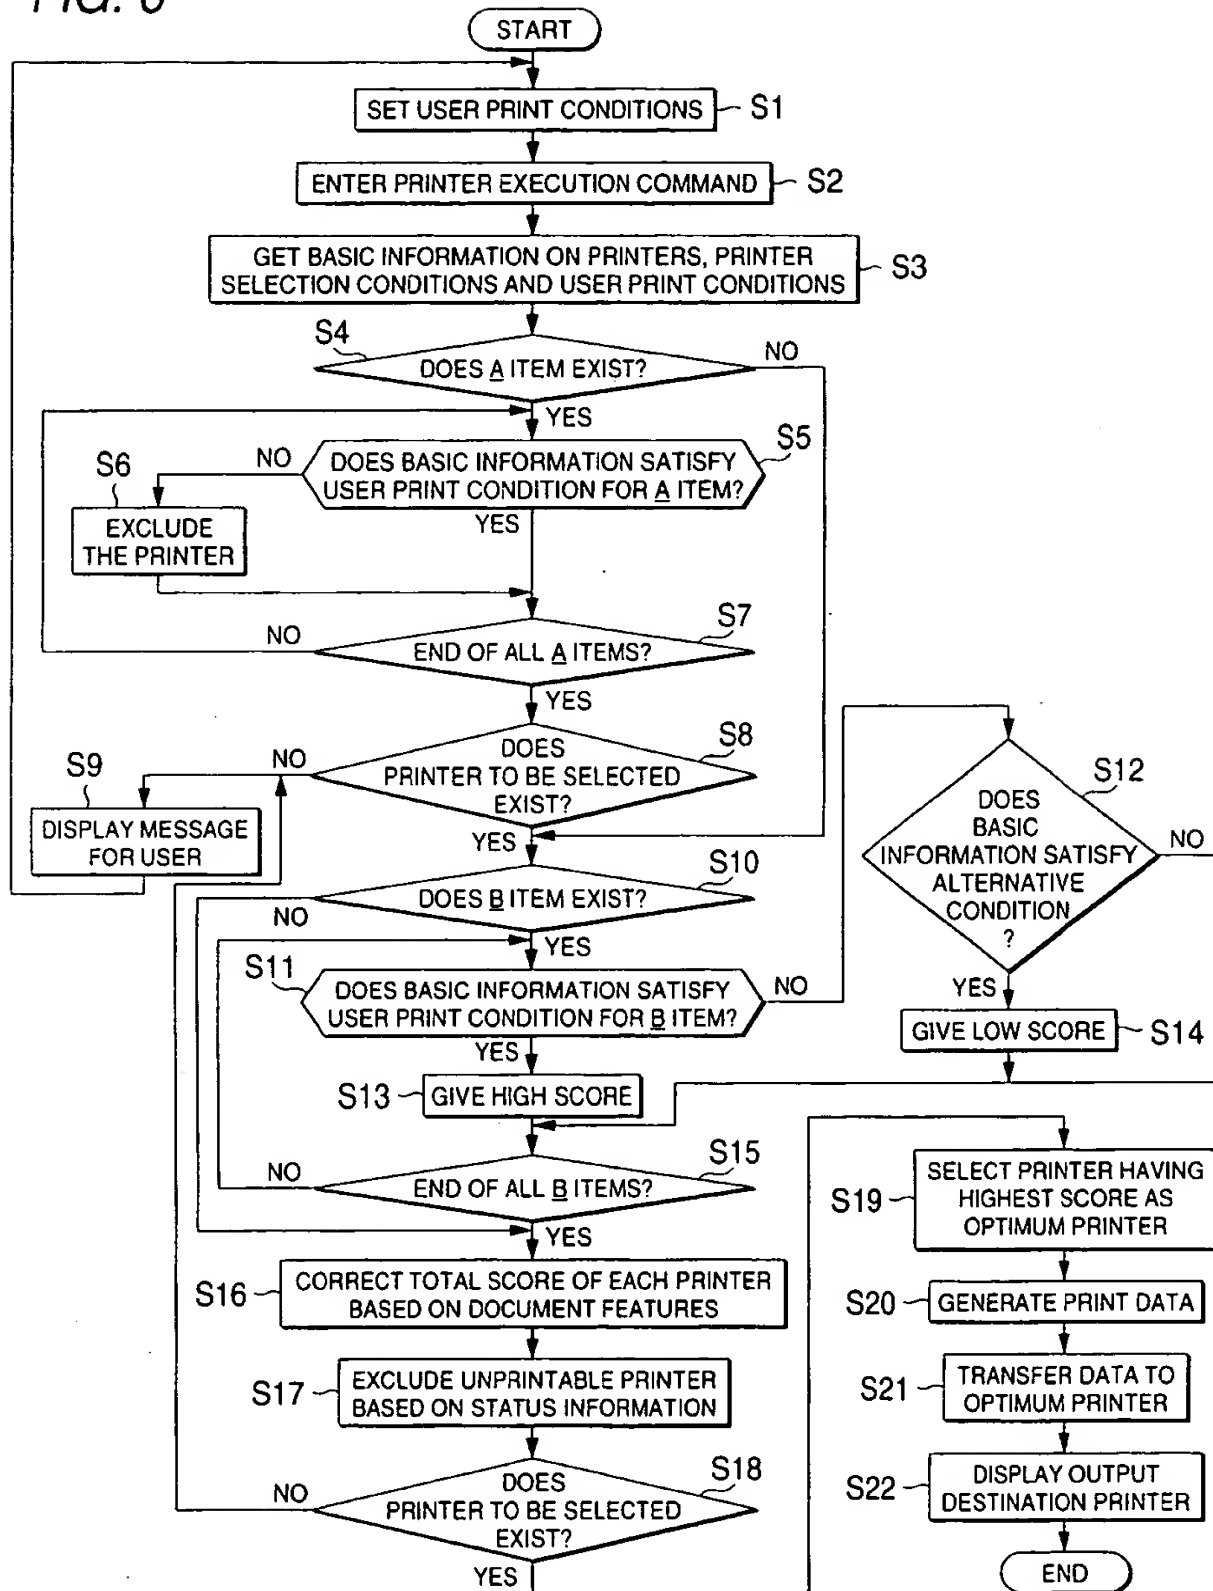 START
SET USER PRINT CONDITIONS
S1
ENTER PRINTER EXECUTION COMMAND
S2
GET BASIC INFORMATION ON PRINTERS, PRINTER
SELECTION CONDITIONS AND USER PRINT CONDITIONS
S3
S4
DOES A ITEM EXIST?
NO
YES
S5
DOES BASIC INFORMATION SATISFY
USER PRINT CONDITION FOR A ITEM?
NO
YES
S6
EXCLUDE
THE PRINTER
S7
END OF ALL A ITEMS?
NO
YES
S8
DOES
PRINTER TO BE SELECTED
EXIST?
NO
YES
S9
DISPLAY MESSAGE
FOR USER
S10
DOES B ITEM EXIST?
NO
YES
S11
DOES BASIC INFORMATION SATISFY
USER PRINT CONDITION FOR B ITEM?
NO
YES
S12
DOES
BASIC
INFORMATION SATISFY
ALTERNATIVE
CONDITION
?
NO
YES
S13
GIVE HIGH SCORE
GIVE LOW SCORE
S14
S15
END OF ALL B ITEMS?
NO
YES
S16
CORRECT TOTAL SCORE OF EACH PRINTER
BASED ON DOCUMENT FEATURES
S17
EXCLUDE UNPRINTABLE PRINTER
BASED ON STATUS INFORMATION
S18
DOES
PRINTER TO BE SELECTED
EXIST?
NO
YES
S19
SELECT PRINTER HAVING
HIGHEST SCORE AS
OPTIMUM PRINTER
S20
GENERATE PRINT DATA
S21
TRANSFER DATA TO
OPTIMUM PRINTER
S22
DISPLAY OUTPUT
DESTINATION PRINTER
END